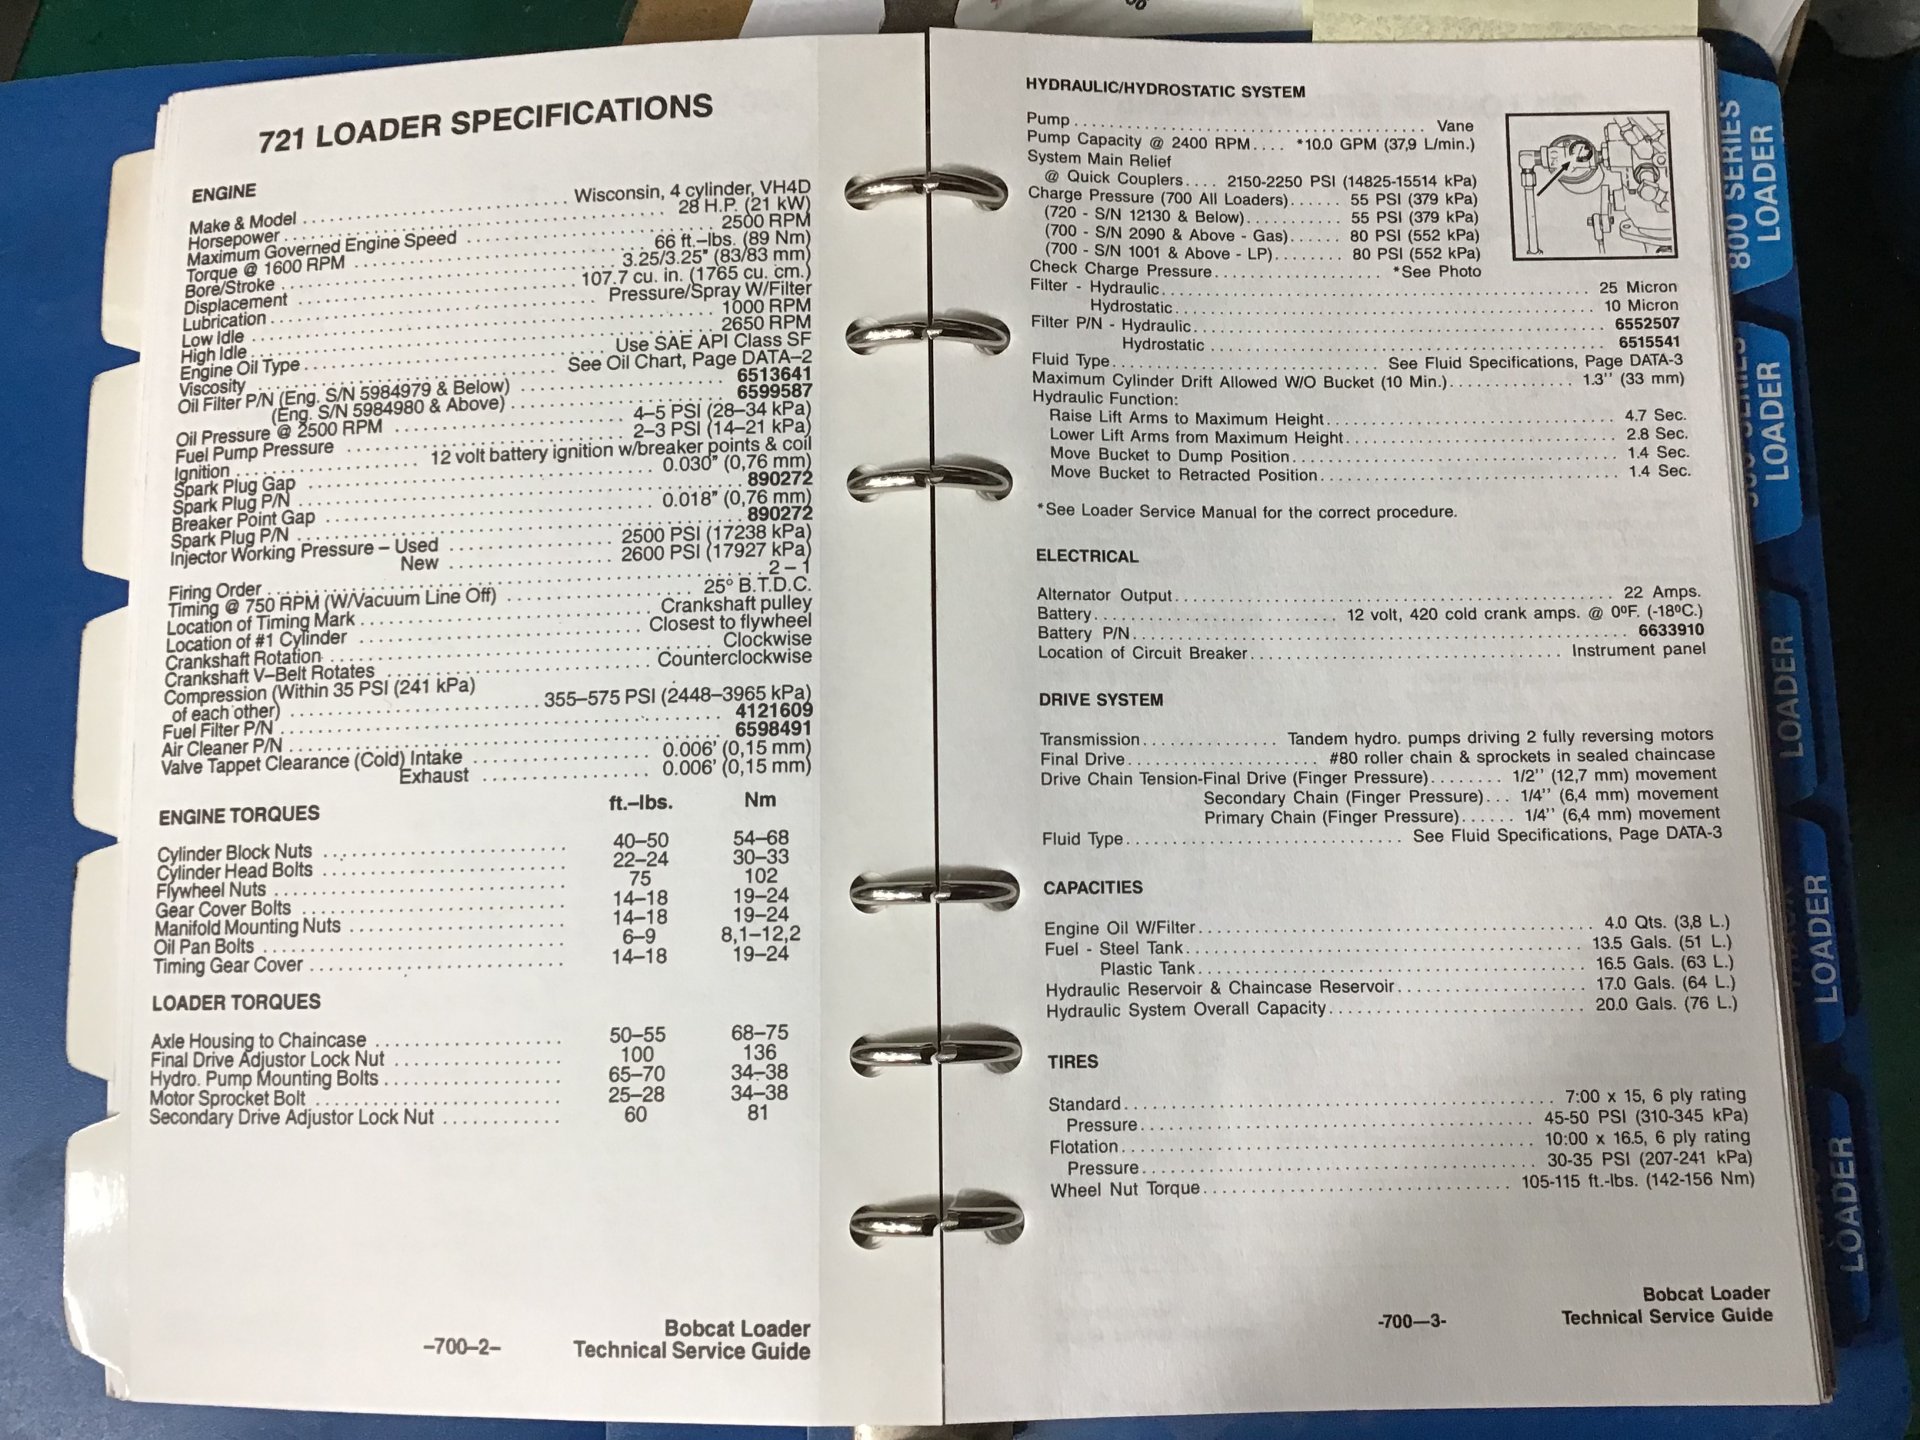 721 LOADER SPECIFICATIONS
ENGINE
Make & Model ........ Wisconsin, 4 cylinder, VH4D
Horsepower ........ 28 H.P. (21 kW)
Maximum Governed Engine Speed ........ 2500 RPM
Torque @ 1600 RPM ........ 66 ft.–lbs. (89 Nm)
Bore/Stroke ........ 3.25/3.25" (83/83 mm)
Displacement ........ 107.7 cu. in. (1765 cu. cm.)
Lubrication ........ Pressure/Spray W/Filter
Low Idle ........ 1000 RPM
High Idle ........ 2650 RPM
Engine Oil Type ........ Use SAE API Class SF
Viscosity ........ See Oil Chart, Page DATA–2
Oil Filter P/N (Eng. S/N 5984979 & Below) ........ 6513641
(Eng. S/N 5984980 & Above) ........ 6599587
Oil Pressure @ 2500 RPM ........ 4–5 PSI (28–34 kPa)
Fuel Pump Pressure ........ 2–3 PSI (14–21 kPa)
Ignition ........ 12 volt battery ignition w/breaker points & coil
Spark Plug Gap ........ 0.030" (0,76 mm)
Spark Plug P/N ........ 890272
Breaker Point Gap ........ 0.018" (0,76 mm)
Spark Plug P/N ........ 890272
Injector Working Pressure – Used ........ 2500 PSI (17238 kPa)
New ........ 2600 PSI (17927 kPa)
Firing Order ........ 2 – 1
Timing @ 750 RPM (W/Vacuum Line Off) ........ 25° B.T.D.C.
Location of Timing Mark ........ Crankshaft pulley
Location of #1 Cylinder ........ Closest to flywheel
Crankshaft Rotation ........ Clockwise
Crankshaft V–Belt Rotates ........ Counterclockwise
Compression (Within 35 PSI (241 kPa)
of each other) ........ 355–575 PSI (2448–3965 kPa)
Fuel Filter P/N ........ 4121609
Air Cleaner P/N ........ 6598491
Valve Tappet Clearance (Cold) Intake ........ 0.006' (0,15 mm)
Exhaust ........ 0.006' (0,15 mm)
ENGINE TORQUES ft.–lbs. Nm
Cylinder Block Nuts ........ 40–50 54–68
Cylinder Head Bolts ........ 22–24 30–33
Flywheel Nuts ........ 75 102
Gear Cover Bolts ........ 14–18 19–24
Manifold Mounting Nuts ........ 14–18 19–24
Oil Pan Bolts ........ 6–9 8,1–12,2
Timing Gear Cover ........ 14–18 19–24
LOADER TORQUES
Axle Housing to Chaincase ........ 50–55 68–75
Final Drive Adjustor Lock Nut ........ 100 136
Hydro. Pump Mounting Bolts ........ 65–70 34–38
Motor Sprocket Bolt ........ 25–28 34–38
Secondary Drive Adjustor Lock Nut ........ 60 81
Bobcat Loader
–700–2– Technical Service Guide
HYDRAULIC/HYDROSTATIC SYSTEM
Pump ........ Vane
Pump Capacity @ 2400 RPM.... *10.0 GPM (37,9 L/min.)
System Main Relief
@ Quick Couplers.... 2150-2250 PSI (14825-15514 kPa)
Charge Pressure (700 All Loaders)...... 55 PSI (379 kPa)
(720 - S/N 12130 & Below)........ 55 PSI (379 kPa)
(700 - S/N 2090 & Above - Gas)...... 80 PSI (552 kPa)
(700 - S/N 1001 & Above - LP)........ 80 PSI (552 kPa)
Check Charge Pressure........ *See Photo
Filter - Hydraulic........ 25 Micron
Hydrostatic........ 10 Micron
Filter P/N - Hydraulic........ 6552507
Hydrostatic ........ 6515541
Fluid Type........ See Fluid Specifications, Page DATA-3
Maximum Cylinder Drift Allowed W/O Bucket (10 Min.)........ 1.3'' (33 mm)
Hydraulic Function:
Raise Lift Arms to Maximum Height........ 4.7 Sec.
Lower Lift Arms from Maximum Height........ 2.8 Sec.
Move Bucket to Dump Position........ 1.4 Sec.
Move Bucket to Retracted Position........ 1.4 Sec.
*See Loader Service Manual for the correct procedure.
ELECTRICAL
Alternator Output........ 22 Amps.
Battery........ 12 volt, 420 cold crank amps. @ 0ºF. (-18ºC.)
Battery P/N........ 6633910
Location of Circuit Breaker........ Instrument panel
DRIVE SYSTEM
Transmission........ Tandem hydro. pumps driving 2 fully reversing motors
Final Drive........ #80 roller chain & sprockets in sealed chaincase
Drive Chain Tension-Final Drive (Finger Pressure)........ 1/2'' (12,7 mm) movement
Secondary Chain (Finger Pressure)... 1/4'' (6,4 mm) movement
Primary Chain (Finger Pressure)...... 1/4'' (6,4 mm) movement
Fluid Type........ See Fluid Specifications, Page DATA-3
CAPACITIES
Engine Oil W/Filter........ 4.0 Qts. (3,8 L.)
Fuel - Steel Tank........ 13.5 Gals. (51 L.)
Plastic Tank........ 16.5 Gals. (63 L.)
Hydraulic Reservoir & Chaincase Reservoir........ 17.0 Gals. (64 L.)
Hydraulic System Overall Capacity........ 20.0 Gals. (76 L.)
TIRES
Standard........ 7:00 x 15, 6 ply rating
Pressure........ 45-50 PSI (310-345 kPa)
Flotation........ 10:00 x 16.5, 6 ply rating
Pressure........ 30-35 PSI (207-241 kPa)
Wheel Nut Torque........ 105-115 ft.-lbs. (142-156 Nm)
Bobcat Loader
-700—3- Technical Service Guide
800 SERIES
LOADER
LOADER
LOADER
LOADER
LOADER